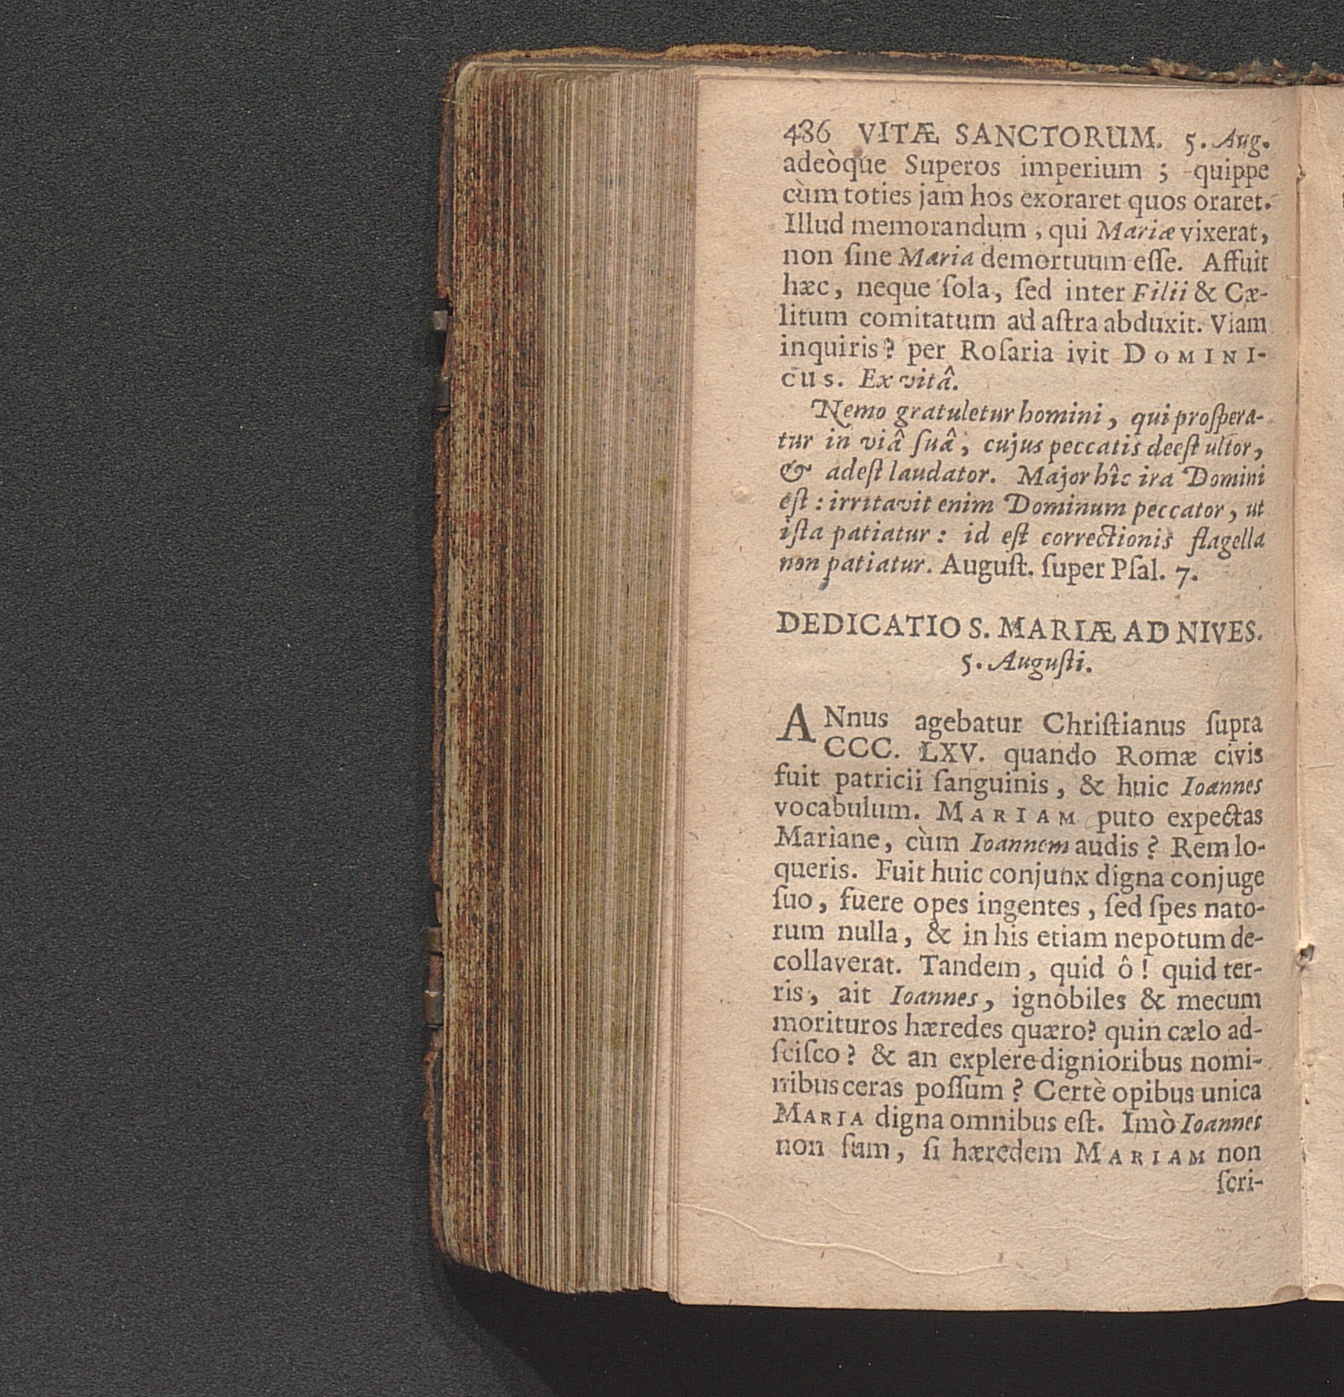 486 VITÆ SANCTORUM. 5. Aug.
adeòque Superos imperium ; quippe
cùm toties jam hos exoraret quos oraret.
Illud memorandum , qui Mariæ vixerat,
non ſine Maria demortuum eſſe. Affuit
hæc, neque ſola, ſed inter Filii & Cæ-
litum comitatum ad aſtra abduxit. Viam
inquiris? per Roſaria ivit DOMINI-
CUS. Ex vitâ.
Nemo gratuletur homini, qui proſpera-
tur in viâ ſuâ, cujus peccatis deeſt ultor,
& adeſt laudator. Major hîc ira Domini
eſt : irritavit enim Dominum peccator, ut
iſta patiatur : id eſt correctionis flagella
non patiatur. Auguſt. ſuper Pſal. 7.
DEDICATIO S. MARIÆ AD NIVES.
5. Auguſti.
ANnus agebatur Chriſtianus ſupra
CCC. LXV. quando Romæ civis
fuit patricii ſanguinis, & huic Ioannes
vocabulum. MARIAM puto expectas
Mariane, cùm Ioannem audis ? Rem lo-
queris. Fuit huic conjunx digna conjuge
ſuo, fuere opes ingentes, ſed ſpes nato-
rum nulla, & in his etiam nepotum de-
collaverat. Tandem, quid ô ! quid ter-
ris, ait Ioannes, ignobiles & mecum
morituros hæredes quæro? quin cælo ad-
ſciſco ? & an explere dignioribus nomi-
nibus ceras poſſum ? Certè opibus unica
MARIA digna omnibus eſt. Imò Ioannes
non ſum, ſi hæredem MARIAM non
ſcri-